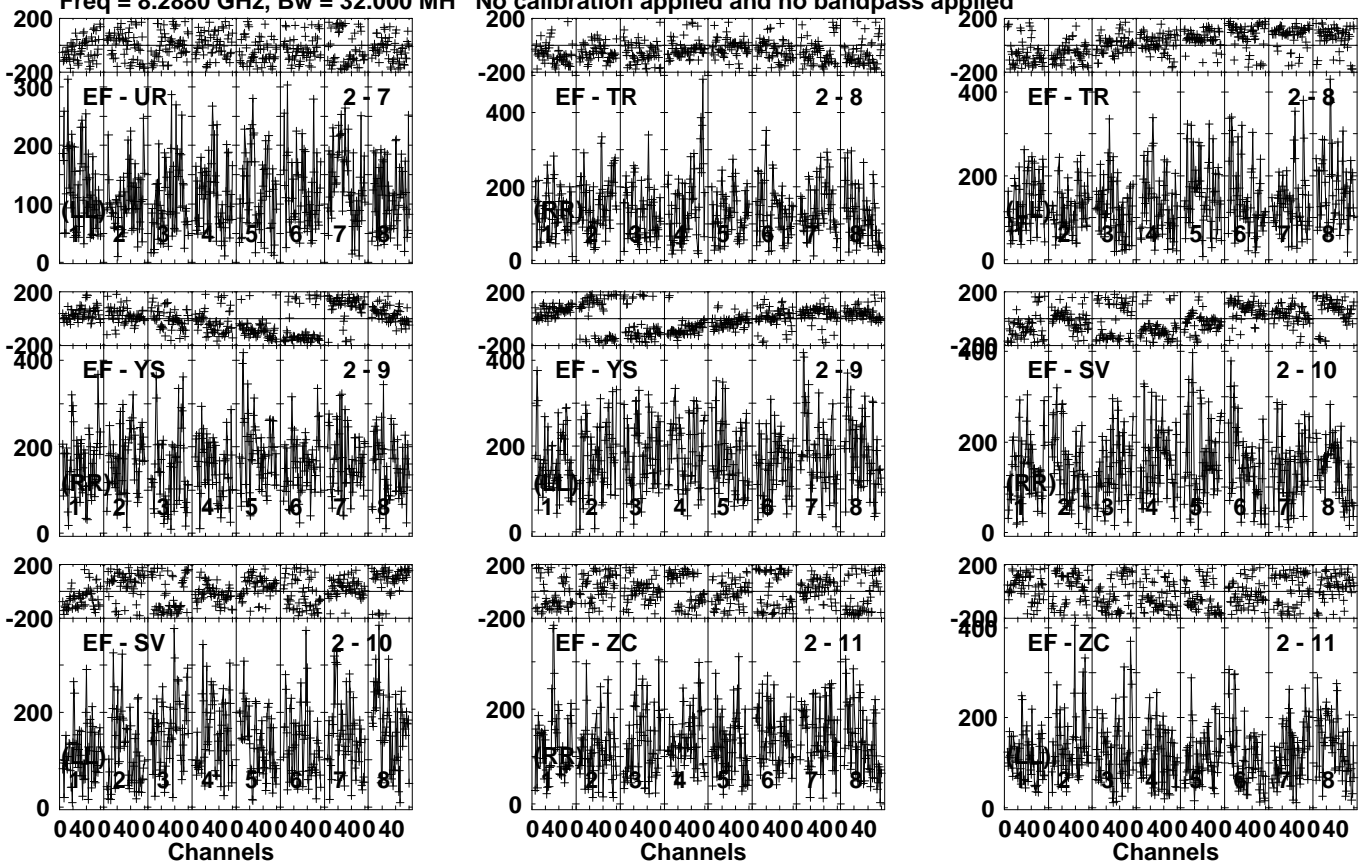 Freq = 8.2880 GHz, Bw = 32.000 MH No calibration applied and no bandpass applied
200 200 200
-200 -200 -200
300
EF - UR 2 - 7 EF - TR 2 - 8 EF - TR 2 - 8
400 400
200
200 200
100
(LL) (RR) (LL)
1 2 3 4 5 6 7 8 1 2 3 4 5 6 7 8 1 2 3 4 5 6 7 8
0 0 0
200 200 200
-200 -200 -200
400 400 400
EF - YS 2 - 9 EF - YS 2 - 9 EF - SV 2 - 10
200 200 200
(RR) (LL) (RR)
1 2 3 4 5 6 7 8 1 2 3 4 5 6 7 8 1 2 3 4 5 6 7 8
0 0 0
200 200 200
-200 -200 -200
400
EF - SV 2 - 10 EF - ZC 2 - 11 EF - ZC 2 - 11
200 200 200
(LL) (RR) (LL)
1 2 3 4 5 6 7 8 1 2 3 4 5 6 7 8 1 2 3 4 5 6 7 8
0 0 0
0 40 0 40 0 40 0 40 0 40 0 40 0 40 0 40 0 40 0 40 0 40 0 40 0 40 0 40 0 40 0 40 0 40 0 40 0 40 0 40 0 40 0 40 0 40 0 40
Channels Channels Channels